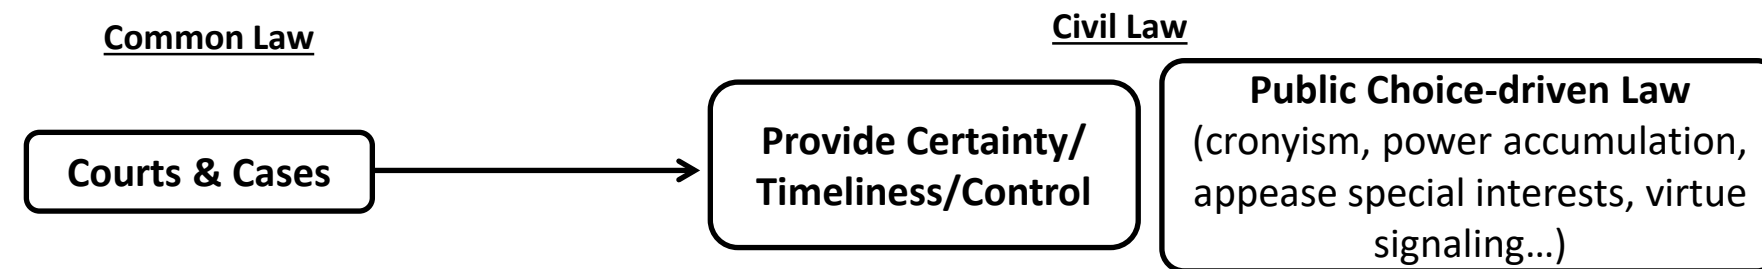 Common Law
Civil Law
Courts & Cases
Provide Certainty/
Timeliness/Control
Public Choice-driven Law
(cronyism, power accumulation,
appease special interests, virtue
signaling…)